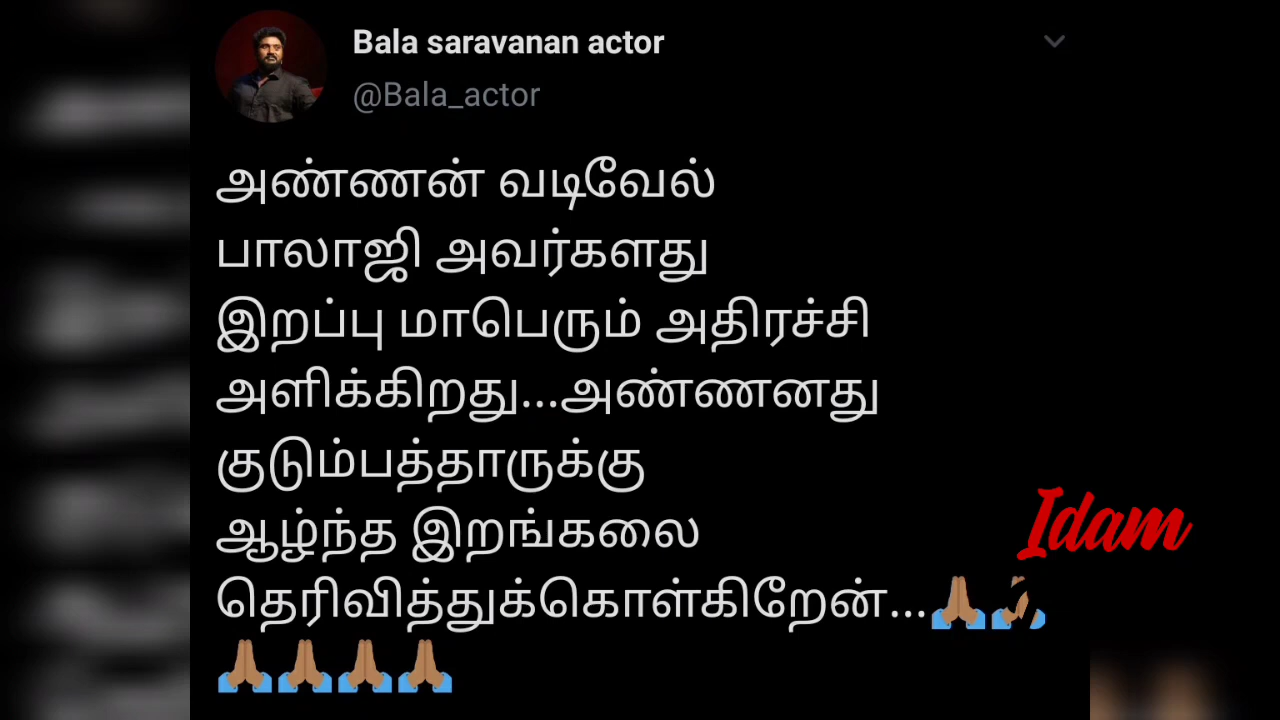 Bala saravanan actor
@Bala_actor
அண்ணன் வடிவேல்
பாலாஜி அவர்களது
இறப்பு மாபெரும் அதிரச்சி
அளிக்கிறது...அண்ணனது
குடும்பத்தாருக்கு
ஆழ்ந்த இறங்கலை
தெரிவித்துக்கொள்கிறேன்...🙏🏽🙏🏽
🙏🏽🙏🏽🙏🏽🙏🏽
Idam